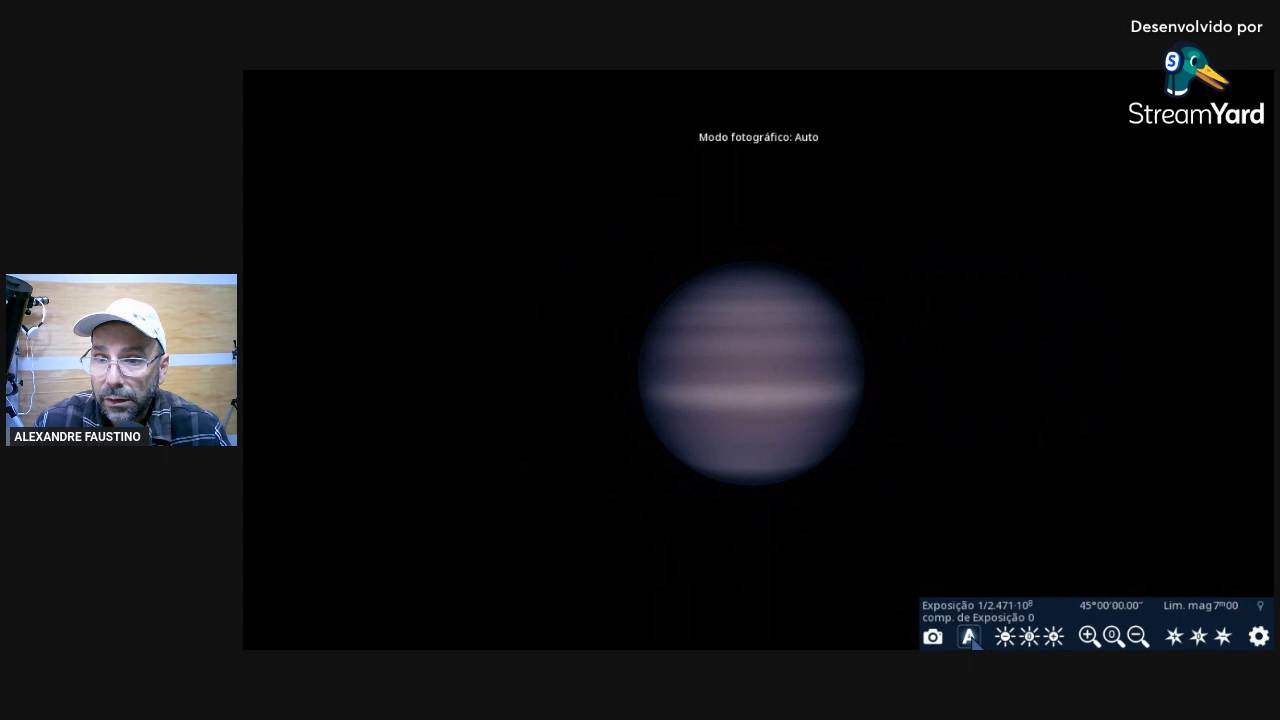 Desenvolvido por
StreamYard
Modo fotográfico: Auto
ALEXANDRE FAUSTINO
Exposição 1/2.471·10⁸ 45°00′00.00″ Lim. mag 7ᵐ00
comp. de Exposição 0